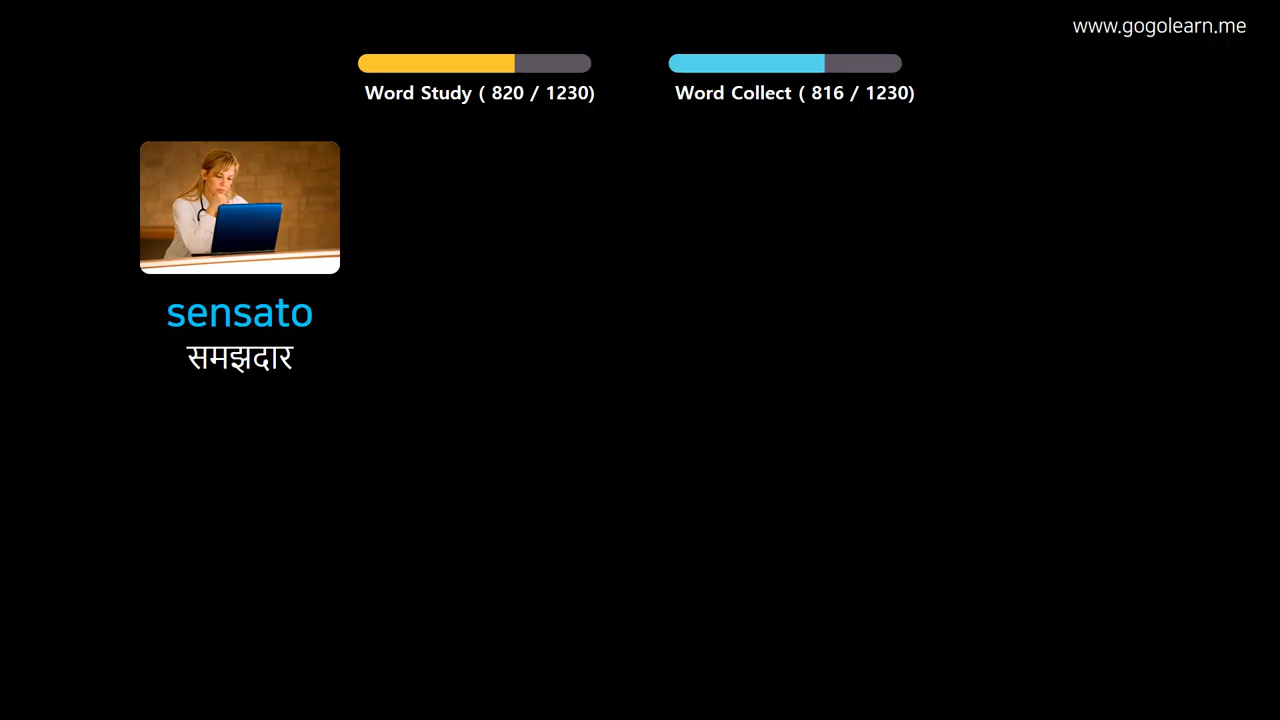 www.gogolearn.me
Word Study ( 820 / 1230)
Word Collect ( 816 / 1230)
sensato
समझदार